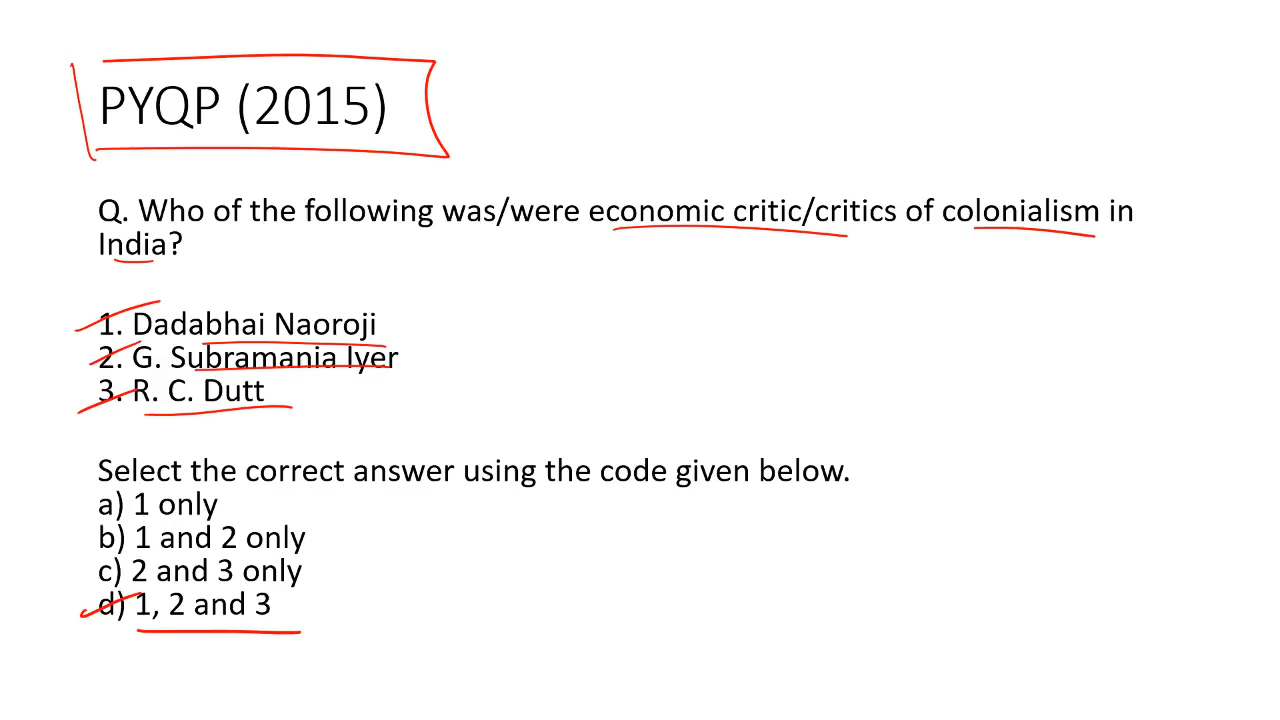 PYQP (2015)
Q. Who of the following was/were economic critic/critics of colonialism in
India?
1. Dadabhai Naoroji
2. G. Subramania Iyer
3. R. C. Dutt
Select the correct answer using the code given below.
a) 1 only
b) 1 and 2 only
c) 2 and 3 only
d) 1, 2 and 3